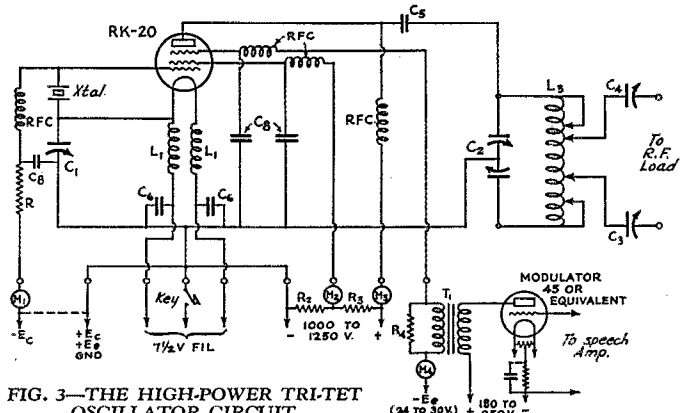 RK-20
C5
RFC
Xtal.
RFC
C8
C1
R
L1
L1
C8
RFC
C6
C6
C2
L3
C4
C3
To
R.F.
Load
M1
-Ec
+Ec
+Ee
GND
Key
7½V FIL
R2
M2
R3
M3
-
1000 TO
1250 V.
+
R4
T1
M4
-Ee
(24 TO 30V.)
MODULATOR
45 OR
EQUIVALENT
To speech
Amp.
+
180 TO
-
FIG. 3—THE HIGH-POWER TRI-TET
OSCILLATOR CIRCUIT